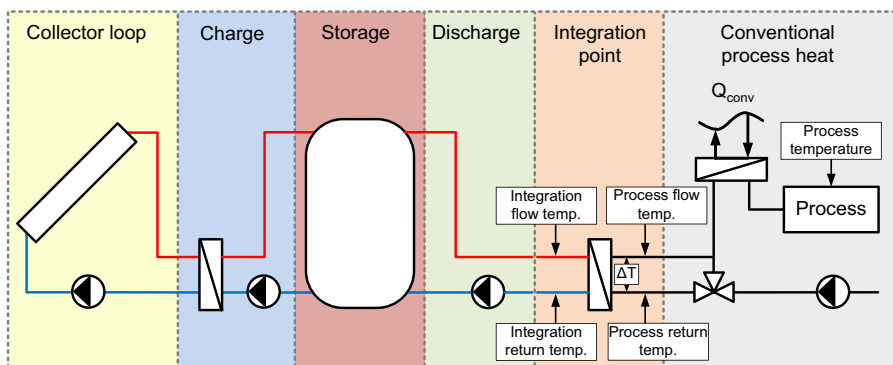 Collector loop
Charge
Storage
Discharge
Integration
point
Conventional
process heat
Qconv
Process
temperature
Integration
flow temp.
Process flow
temp.
Process
ΔT
Integration
return temp.
Process return
temp.